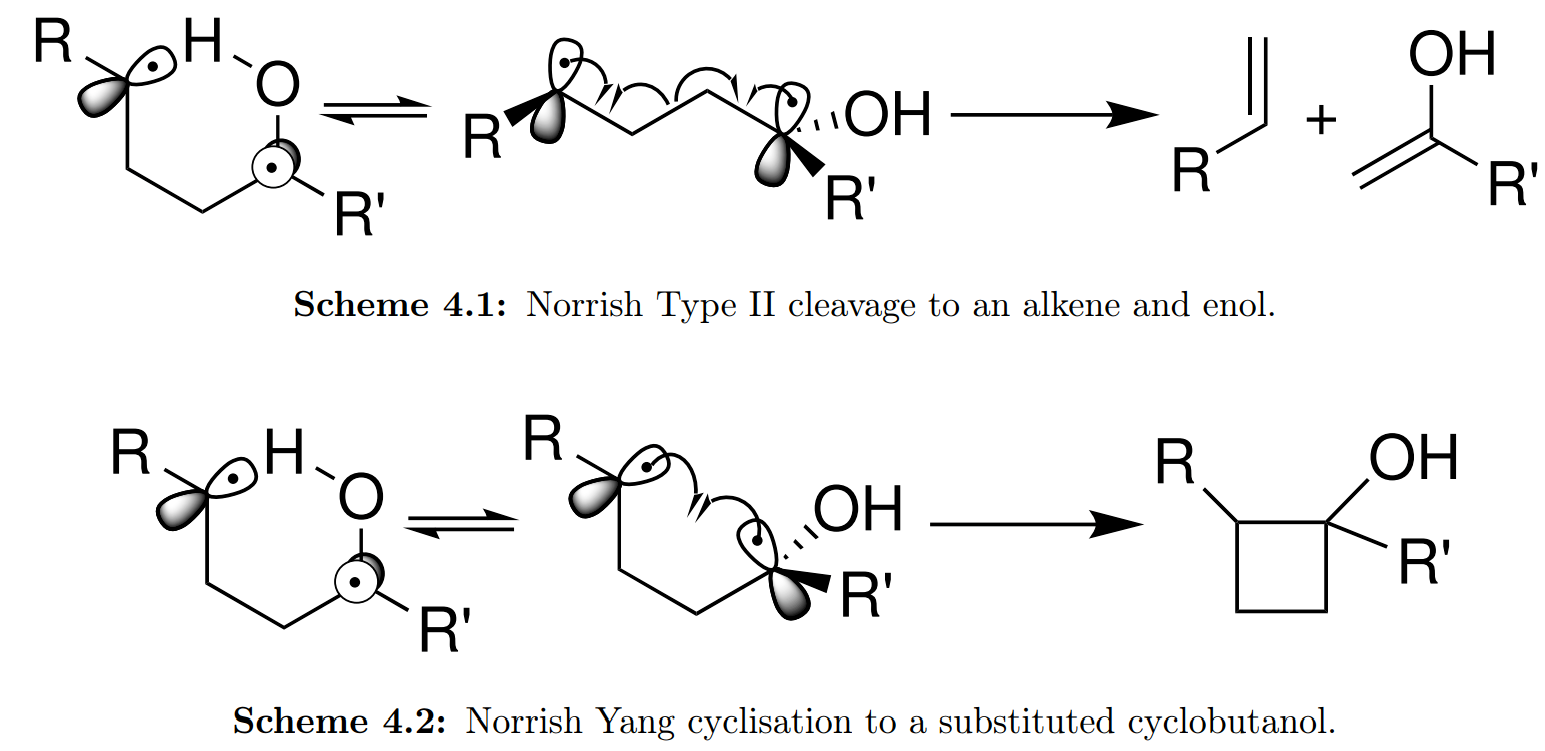 R H O R' R OH R' R + OH R'
Scheme 4.1: Norrish Type II cleavage to an alkene and enol.
R H O R' R OH R' R OH R'
Scheme 4.2: Norrish Yang cyclisation to a substituted cyclobutanol.